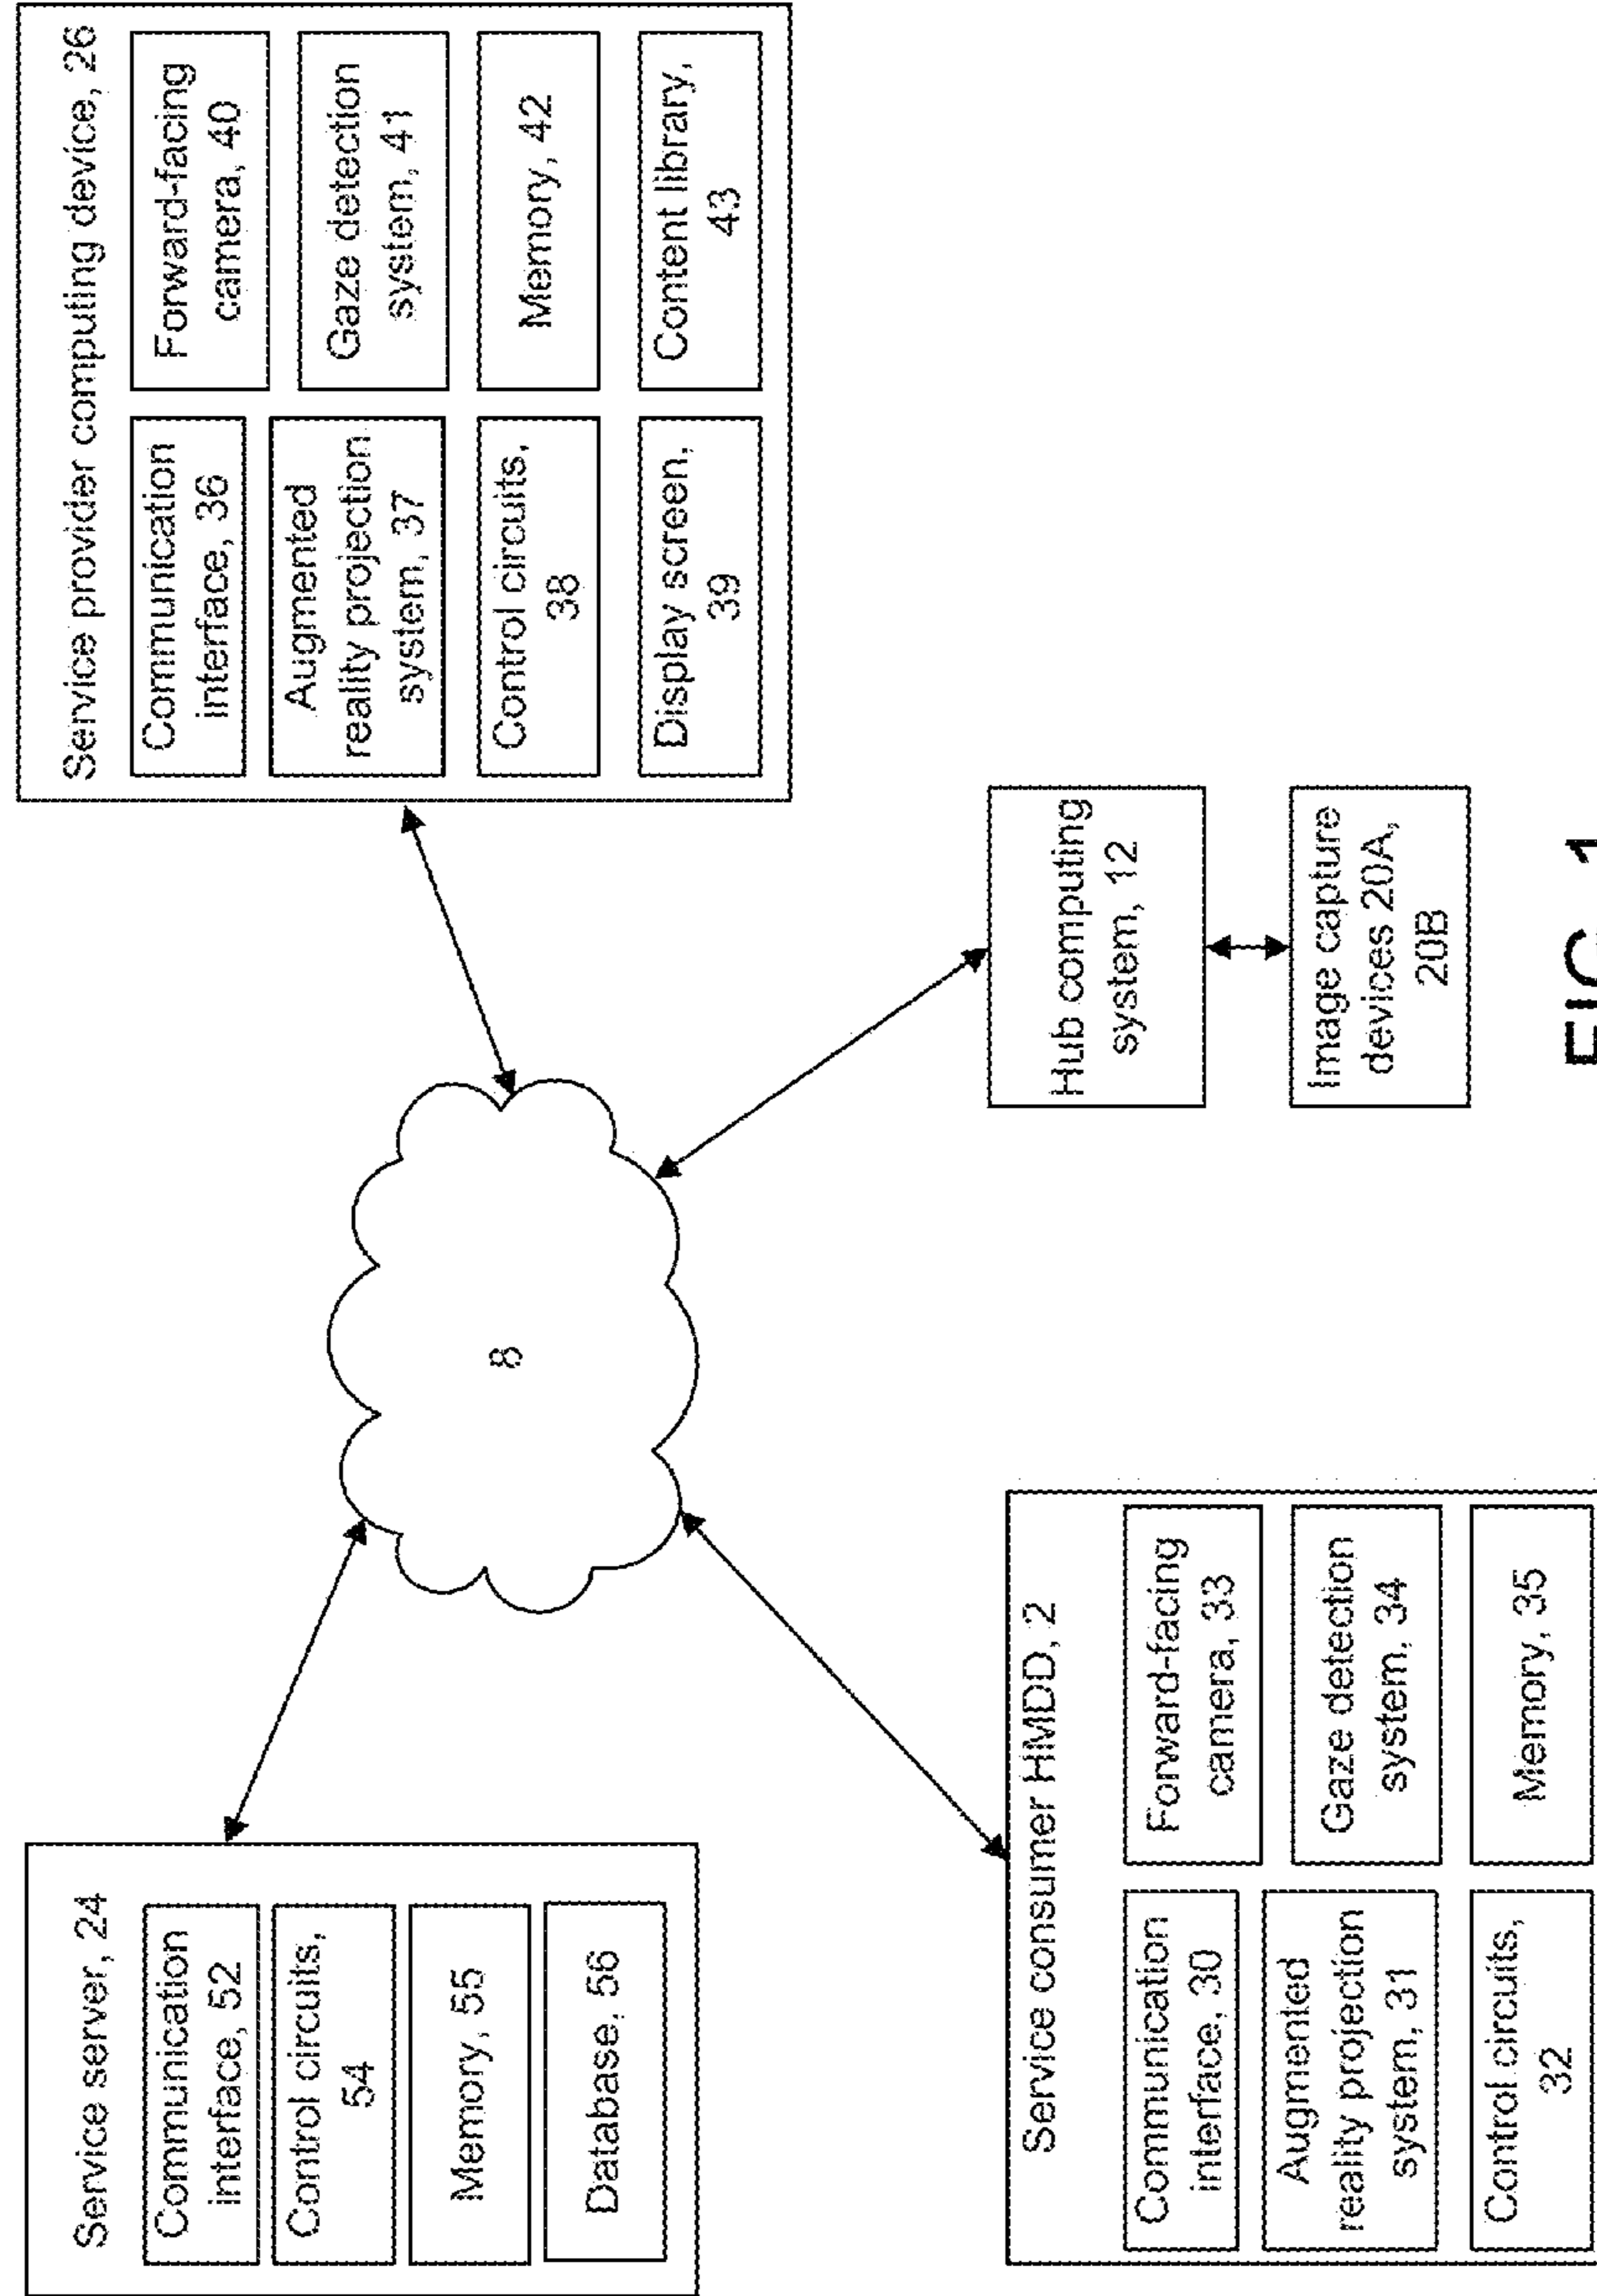 Service server, 24
Communication
interface, 52
Control circuits,
54
Memory, 55
Database, 56
Service provider computing device, 26
Communication
interface, 36
Augmented
reality projection
system, 37
Control circuits,
38
Display screen,
39
Forward-facing
camera, 40
Gaze detection
system, 41
Memory, 42
Content library,
43
8
Service consumer HMDD, 2
Communication
interface, 30
Augmented
reality projection
system, 31
Control circuits,
32
Forward-facing
camera, 33
Gaze detection
system, 34
Memory, 35
Hub computing
system, 12
Image capture
devices 20A,
20B
FIG. 1